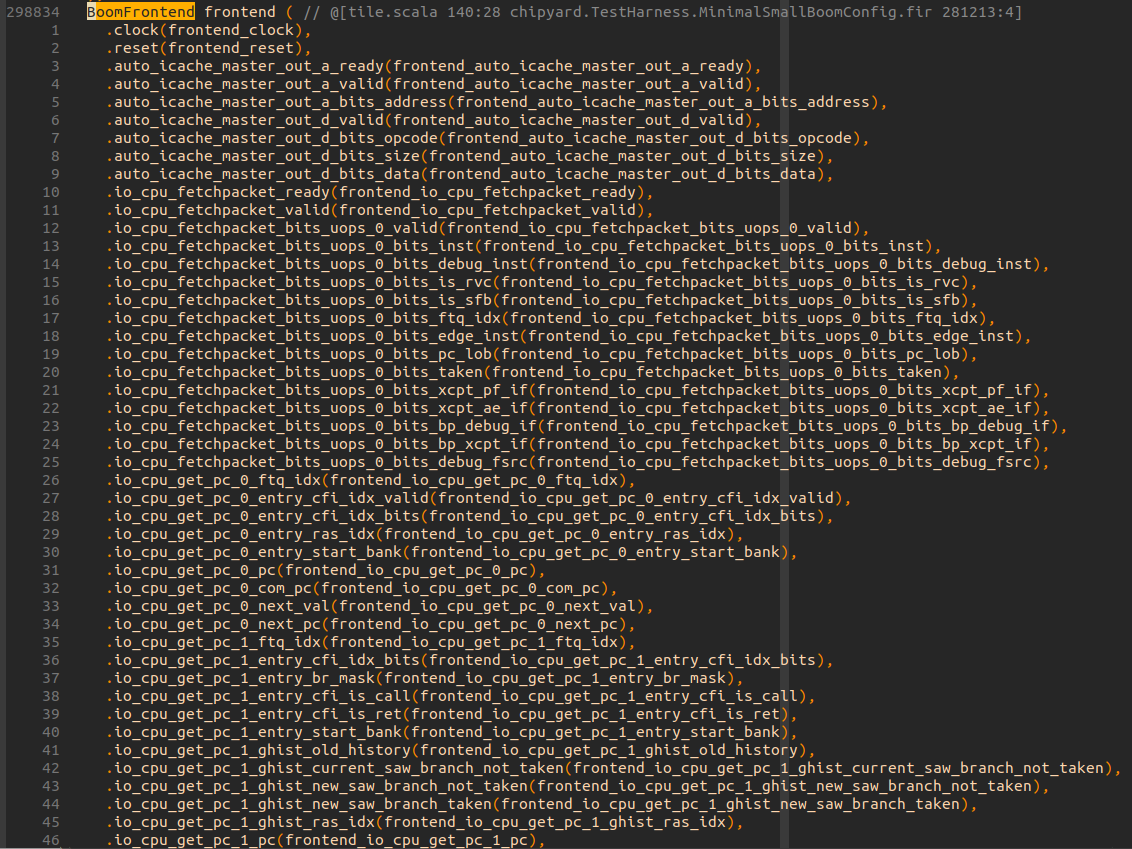 298834 BoomFrontend frontend ( // @[tile.scala 140:28 chipyard.TestHarness.MinimalSmallBoomConfig.fir 281213:4]
1 .clock(frontend_clock),
2 .reset(frontend_reset),
3 .auto_icache_master_out_a_ready(frontend_auto_icache_master_out_a_ready),
4 .auto_icache_master_out_a_valid(frontend_auto_icache_master_out_a_valid),
5 .auto_icache_master_out_a_bits_address(frontend_auto_icache_master_out_a_bits_address),
6 .auto_icache_master_out_d_valid(frontend_auto_icache_master_out_d_valid),
7 .auto_icache_master_out_d_bits_opcode(frontend_auto_icache_master_out_d_bits_opcode),
8 .auto_icache_master_out_d_bits_size(frontend_auto_icache_master_out_d_bits_size),
9 .auto_icache_master_out_d_bits_data(frontend_auto_icache_master_out_d_bits_data),
10 .io_cpu_fetchpacket_ready(frontend_io_cpu_fetchpacket_ready),
11 .io_cpu_fetchpacket_valid(frontend_io_cpu_fetchpacket_valid),
12 .io_cpu_fetchpacket_bits_uops_0_valid(frontend_io_cpu_fetchpacket_bits_uops_0_valid),
13 .io_cpu_fetchpacket_bits_uops_0_bits_inst(frontend_io_cpu_fetchpacket_bits_uops_0_bits_inst),
14 .io_cpu_fetchpacket_bits_uops_0_bits_debug_inst(frontend_io_cpu_fetchpacket_bits_uops_0_bits_debug_inst),
15 .io_cpu_fetchpacket_bits_uops_0_bits_is_rvc(frontend_io_cpu_fetchpacket_bits_uops_0_bits_is_rvc),
16 .io_cpu_fetchpacket_bits_uops_0_bits_is_sfb(frontend_io_cpu_fetchpacket_bits_uops_0_bits_is_sfb),
17 .io_cpu_fetchpacket_bits_uops_0_bits_ftq_idx(frontend_io_cpu_fetchpacket_bits_uops_0_bits_ftq_idx),
18 .io_cpu_fetchpacket_bits_uops_0_bits_edge_inst(frontend_io_cpu_fetchpacket_bits_uops_0_bits_edge_inst),
19 .io_cpu_fetchpacket_bits_uops_0_bits_pc_lob(frontend_io_cpu_fetchpacket_bits_uops_0_bits_pc_lob),
20 .io_cpu_fetchpacket_bits_uops_0_bits_taken(frontend_io_cpu_fetchpacket_bits_uops_0_bits_taken),
21 .io_cpu_fetchpacket_bits_uops_0_bits_xcpt_pf_if(frontend_io_cpu_fetchpacket_bits_uops_0_bits_xcpt_pf_if),
22 .io_cpu_fetchpacket_bits_uops_0_bits_xcpt_ae_if(frontend_io_cpu_fetchpacket_bits_uops_0_bits_xcpt_ae_if),
23 .io_cpu_fetchpacket_bits_uops_0_bits_bp_debug_if(frontend_io_cpu_fetchpacket_bits_uops_0_bits_bp_debug_if),
24 .io_cpu_fetchpacket_bits_uops_0_bits_bp_xcpt_if(frontend_io_cpu_fetchpacket_bits_uops_0_bits_bp_xcpt_if),
25 .io_cpu_fetchpacket_bits_uops_0_bits_debug_fsrc(frontend_io_cpu_fetchpacket_bits_uops_0_bits_debug_fsrc),
26 .io_cpu_get_pc_0_ftq_idx(frontend_io_cpu_get_pc_0_ftq_idx),
27 .io_cpu_get_pc_0_entry_cfi_idx_valid(frontend_io_cpu_get_pc_0_entry_cfi_idx_valid),
28 .io_cpu_get_pc_0_entry_cfi_idx_bits(frontend_io_cpu_get_pc_0_entry_cfi_idx_bits),
29 .io_cpu_get_pc_0_entry_ras_idx(frontend_io_cpu_get_pc_0_entry_ras_idx),
30 .io_cpu_get_pc_0_entry_start_bank(frontend_io_cpu_get_pc_0_entry_start_bank),
31 .io_cpu_get_pc_0_pc(frontend_io_cpu_get_pc_0_pc),
32 .io_cpu_get_pc_0_com_pc(frontend_io_cpu_get_pc_0_com_pc),
33 .io_cpu_get_pc_0_next_val(frontend_io_cpu_get_pc_0_next_val),
34 .io_cpu_get_pc_0_next_pc(frontend_io_cpu_get_pc_0_next_pc),
35 .io_cpu_get_pc_1_ftq_idx(frontend_io_cpu_get_pc_1_ftq_idx),
36 .io_cpu_get_pc_1_entry_cfi_idx_bits(frontend_io_cpu_get_pc_1_entry_cfi_idx_bits),
37 .io_cpu_get_pc_1_entry_br_mask(frontend_io_cpu_get_pc_1_entry_br_mask),
38 .io_cpu_get_pc_1_entry_cfi_is_call(frontend_io_cpu_get_pc_1_entry_cfi_is_call),
39 .io_cpu_get_pc_1_entry_cfi_is_ret(frontend_io_cpu_get_pc_1_entry_cfi_is_ret),
40 .io_cpu_get_pc_1_entry_start_bank(frontend_io_cpu_get_pc_1_entry_start_bank),
41 .io_cpu_get_pc_1_ghist_old_history(frontend_io_cpu_get_pc_1_ghist_old_history),
42 .io_cpu_get_pc_1_ghist_current_saw_branch_not_taken(frontend_io_cpu_get_pc_1_ghist_current_saw_branch_not_taken),
43 .io_cpu_get_pc_1_ghist_new_saw_branch_not_taken(frontend_io_cpu_get_pc_1_ghist_new_saw_branch_not_taken),
44 .io_cpu_get_pc_1_ghist_new_saw_branch_taken(frontend_io_cpu_get_pc_1_ghist_new_saw_branch_taken),
45 .io_cpu_get_pc_1_ghist_ras_idx(frontend_io_cpu_get_pc_1_ghist_ras_idx),
46 .io_cpu_get_pc_1_pc(frontend_io_cpu_get_pc_1_pc),